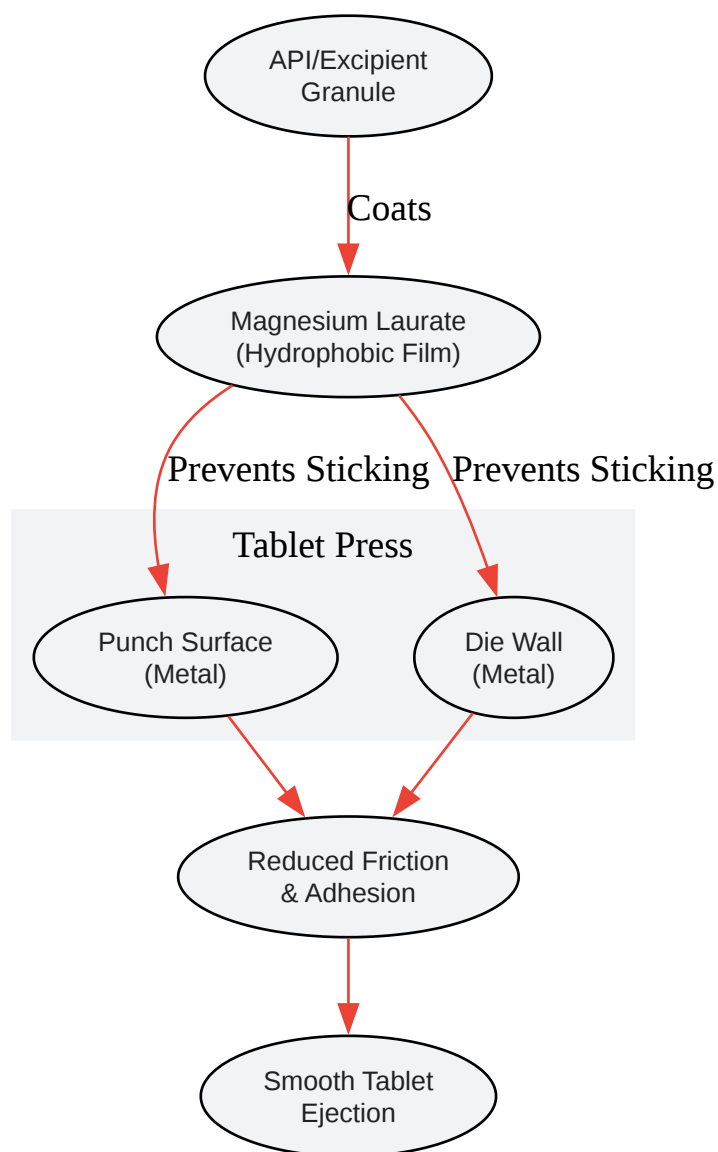 API/Excipient
Granule
Coats
Magnesium Laurate
(Hydrophobic Film)
Prevents Sticking
Prevents Sticking
Tablet Press
Punch Surface
(Metal)
Die Wall
(Metal)
Reduced Friction
& Adhesion
Smooth Tablet
Ejection